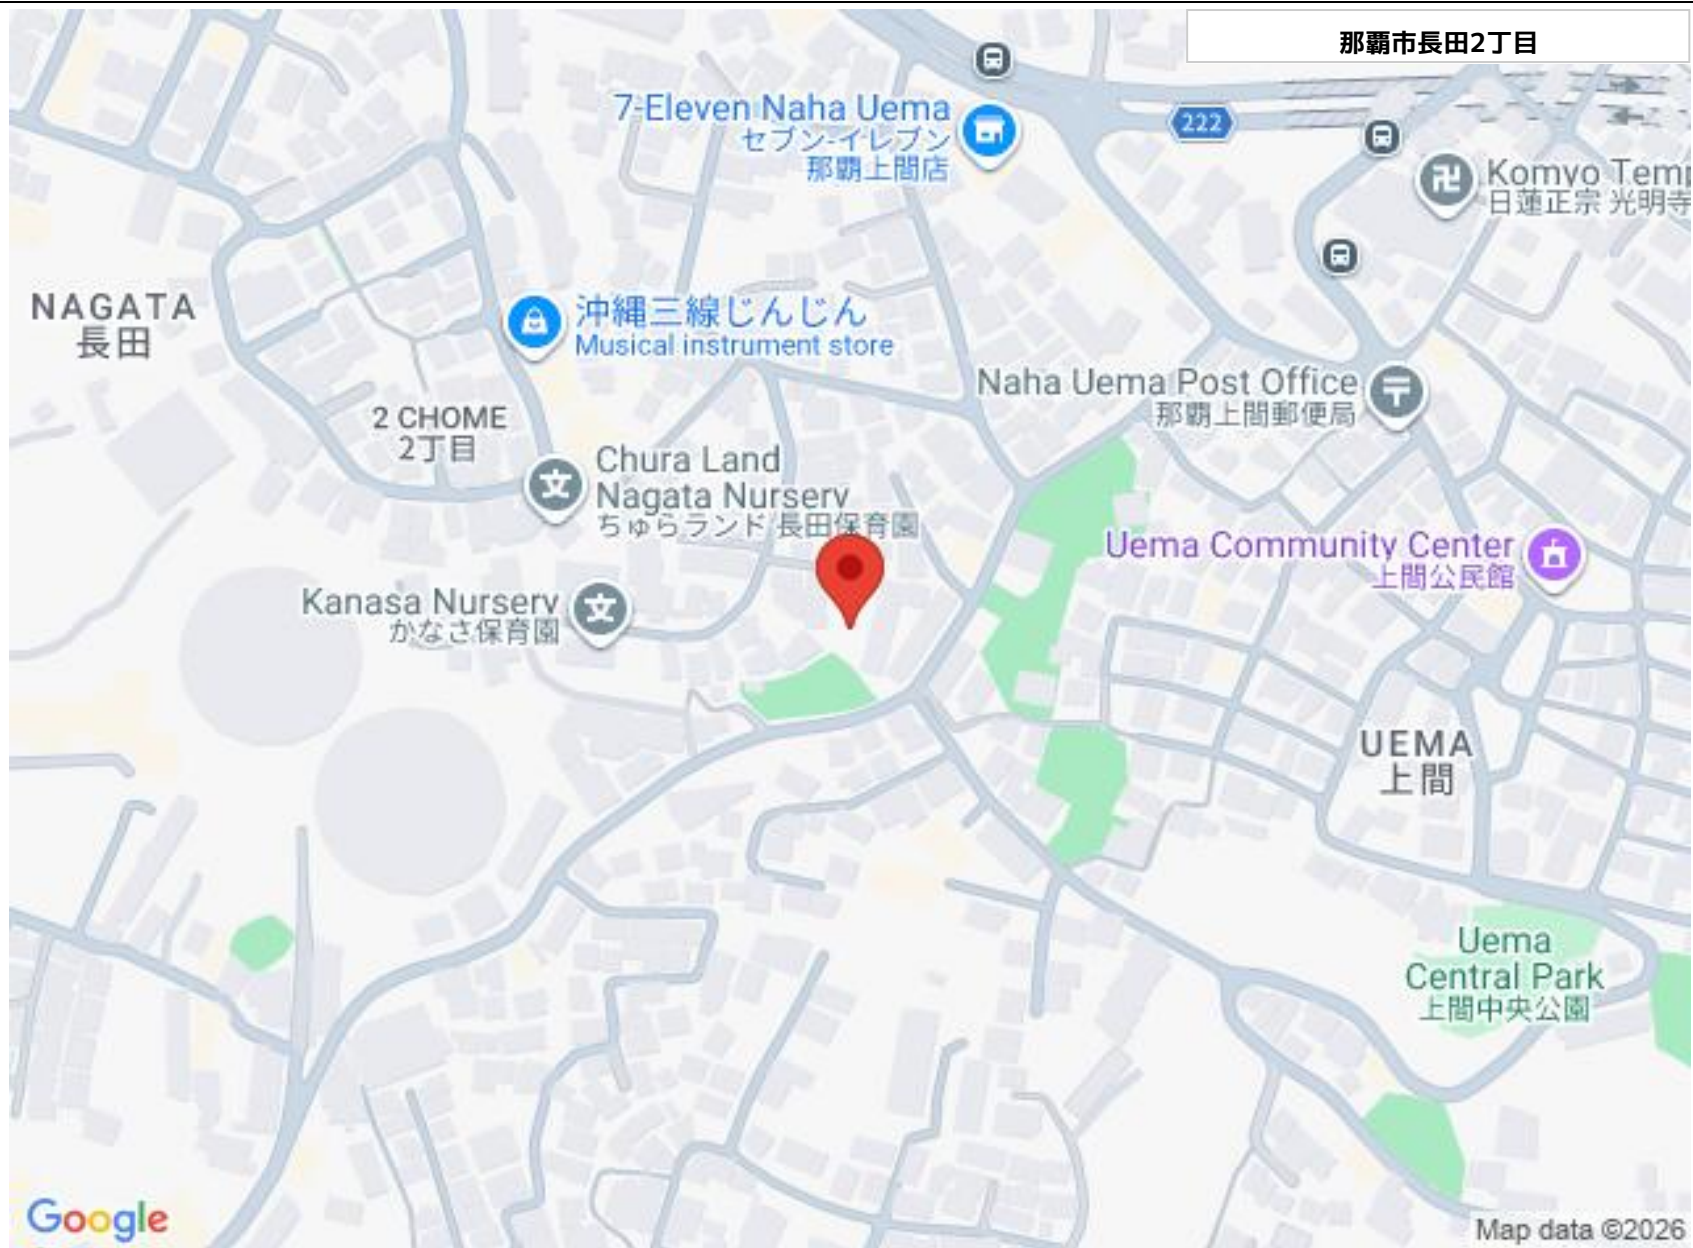 那覇市長田2丁目
7-Eleven Naha Uema
セブン-イレブン
那覇上間店
222
Komyo Temp
日蓮正宗 光明寺
NAGATA
長田
沖縄三線じんじん
Musical instrument store
Naha Uema Post Office
那覇上間郵便局
2 CHOME
2丁目
Chura Land
Nagata Nursery
ちゅらランド 長田保育園
Uema Community Center
上間公民館
Kanasa Nursery
かなさ保育園
UEMA
上間
Uema
Central Park
上間中央公園
Google
Map data ©2026